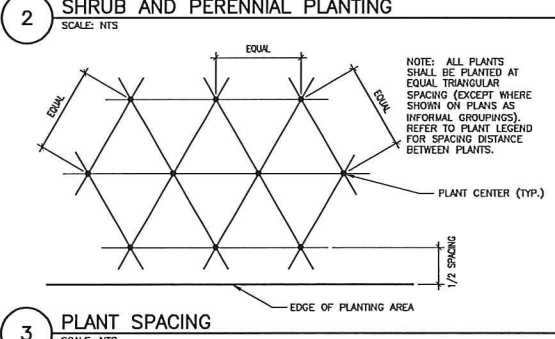 2
SHRUB AND PERENNIAL PLANTING
SCALE: NTS
EQUAL
EQUAL
EQUAL
NOTE: ALL PLANTS
SHALL BE PLANTED AT
EQUAL TRIANGULAR
SPACING (EXCEPT WHERE
SHOWN ON PLANS AS
INFORMAL GROUPINGS).
REFER TO PLANT LEGEND
FOR SPACING DISTANCE
BETWEEN PLANTS.
PLANT CENTER (TYP.)
1/2 SPACING
EDGE OF PLANTING AREA
3
PLANT SPACING
SCALE: NTS